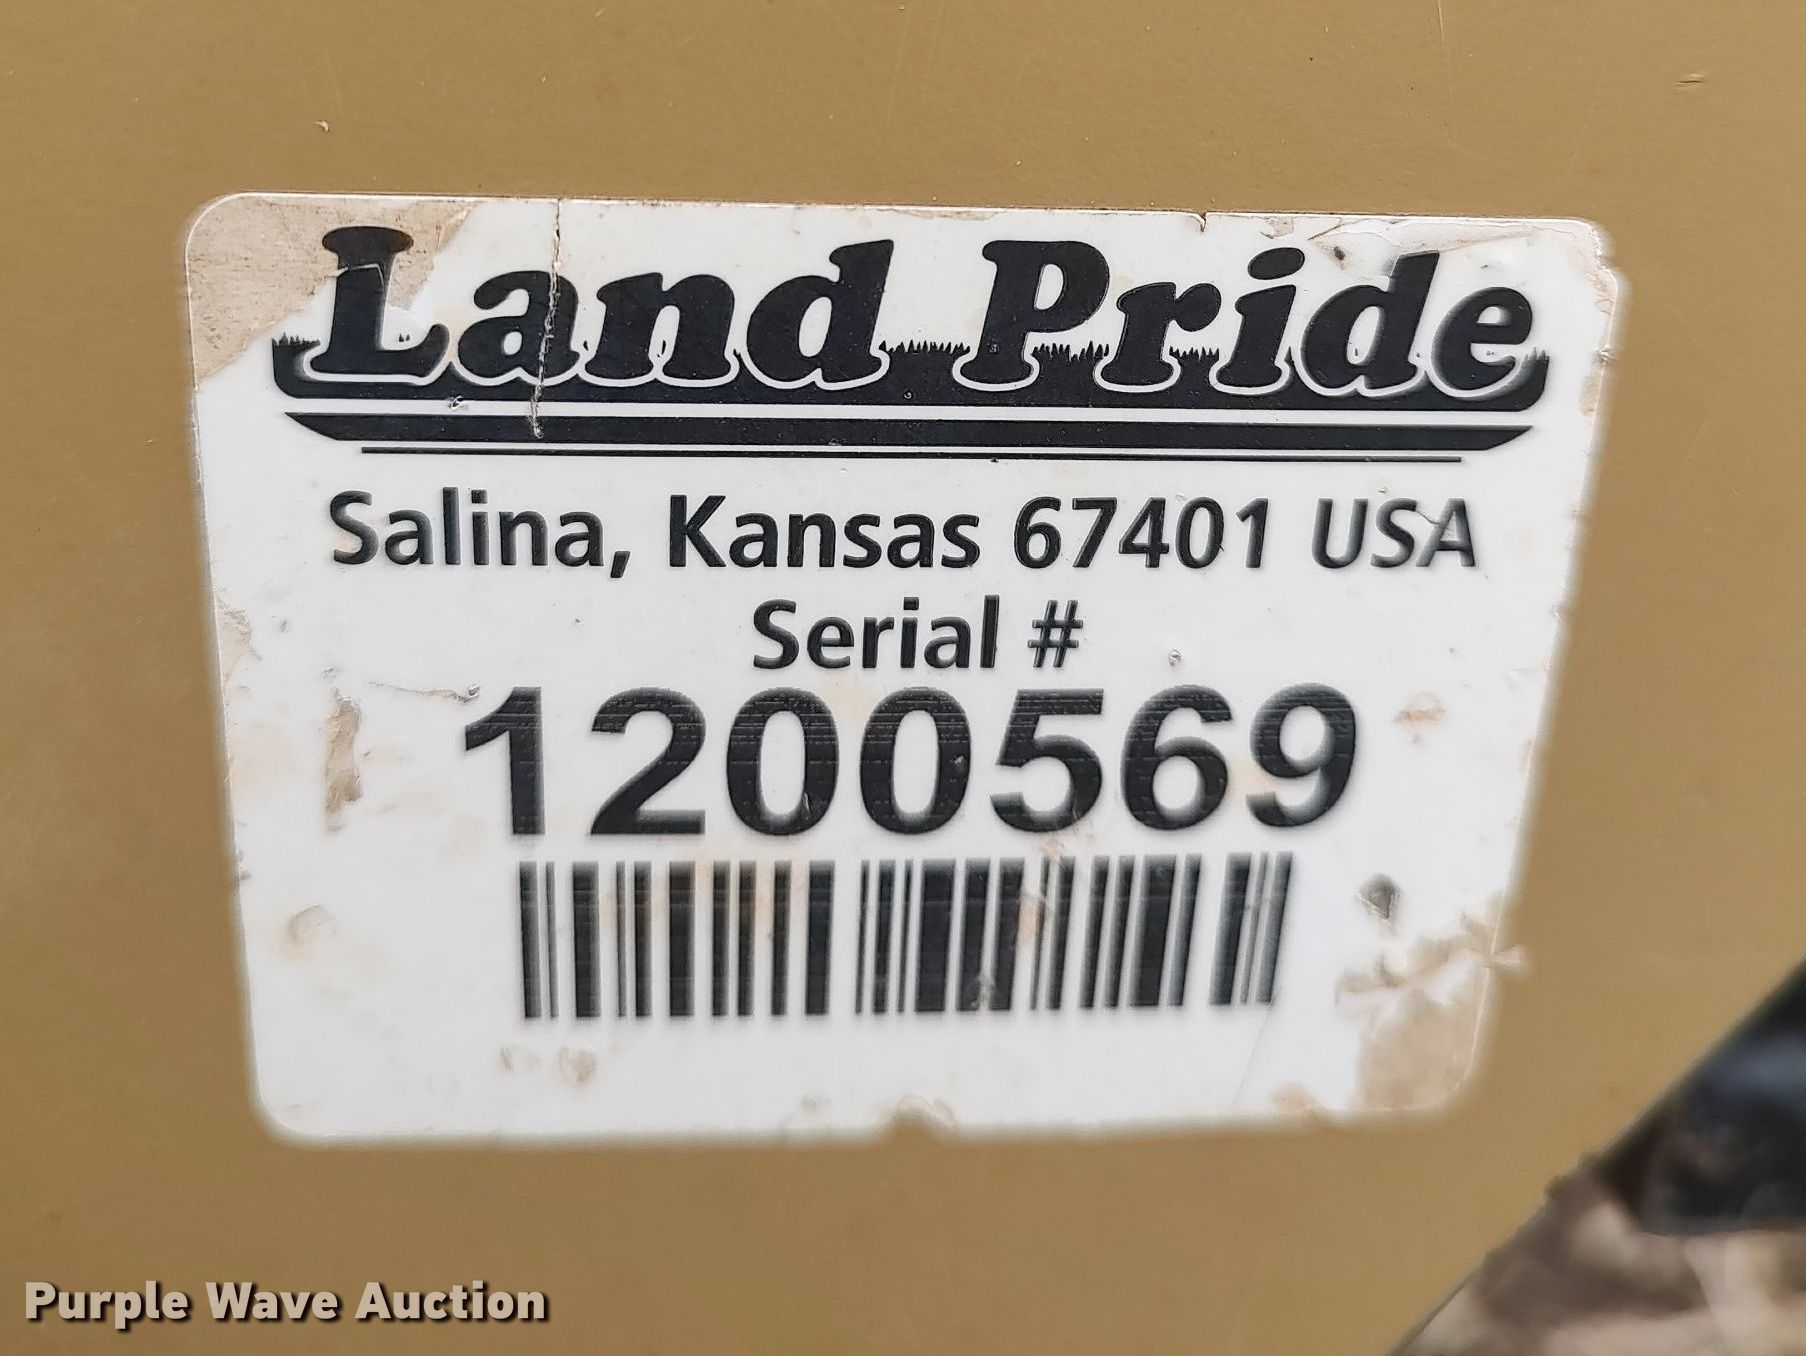 Land Pride
Salina, Kansas 67401 USA
Serial #
1200569
Purple Wave Auction